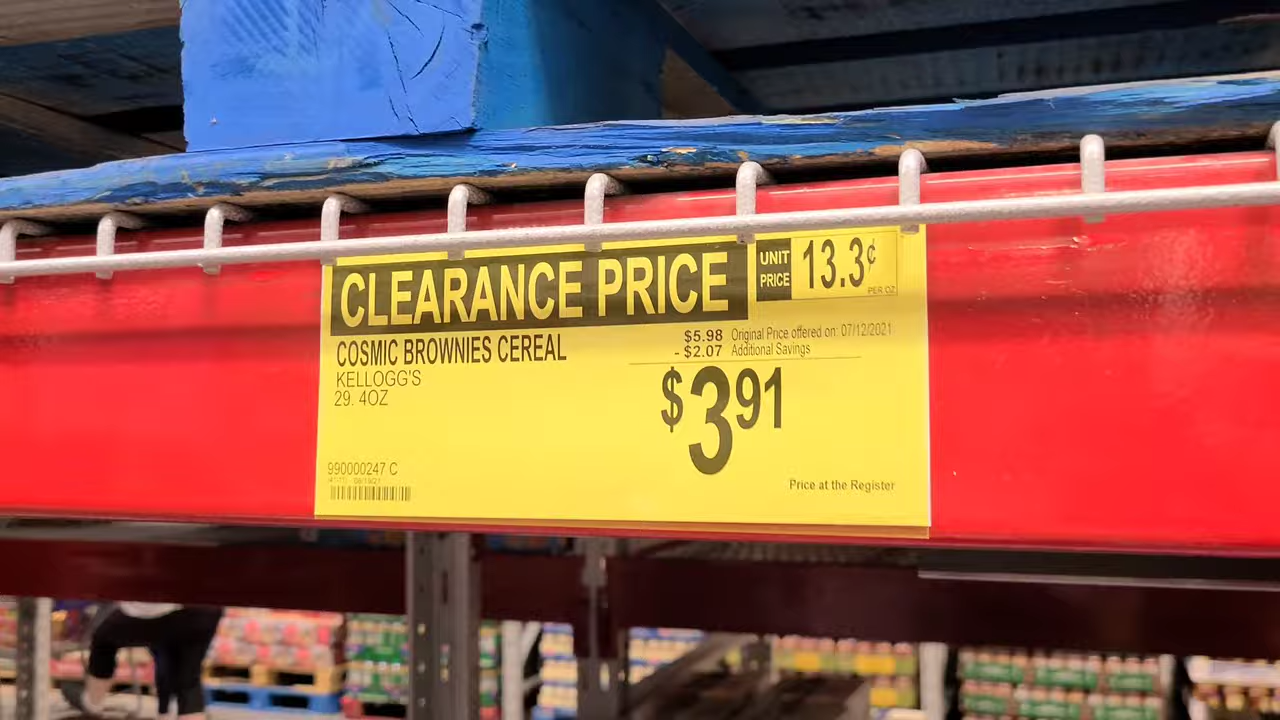 CLEARANCE PRICE
UNIT PRICE
13.3¢
PER OZ
COSMIC BROWNIES CEREAL
KELLOGG'S
29. 4OZ
$5.98 Original Price offered on: 07/12/2021
- $2.07 Additional Savings
$3 91
990000247 C
Price at the Register